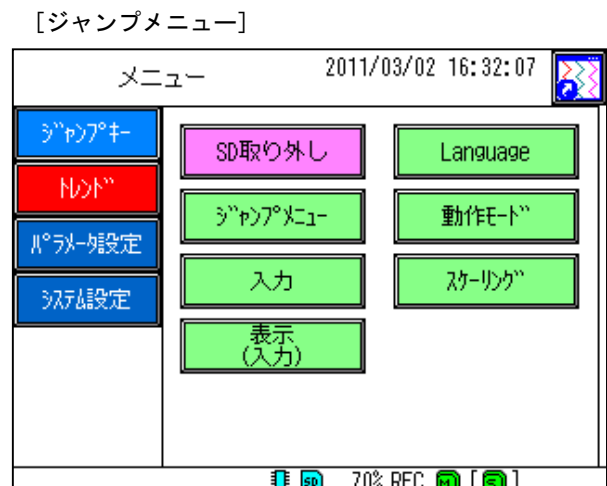 [ジャンプメニュー]
メニュー
2011/03/02 16:32:07
ｼﾞｬﾝﾌﾟｷｰ
ﾄﾚﾝﾄﾞ
ﾊﾟﾗﾒｰﾀ設定
ｼｽﾃﾑ設定
SD取り外し
Language
ｼﾞｬﾝﾌﾟﾒﾆｭｰ
動作ﾓｰﾄﾞ
入力
ｽｹｰﾘﾝｸﾞ
表示
(入力)
SD 70% REC M [S]